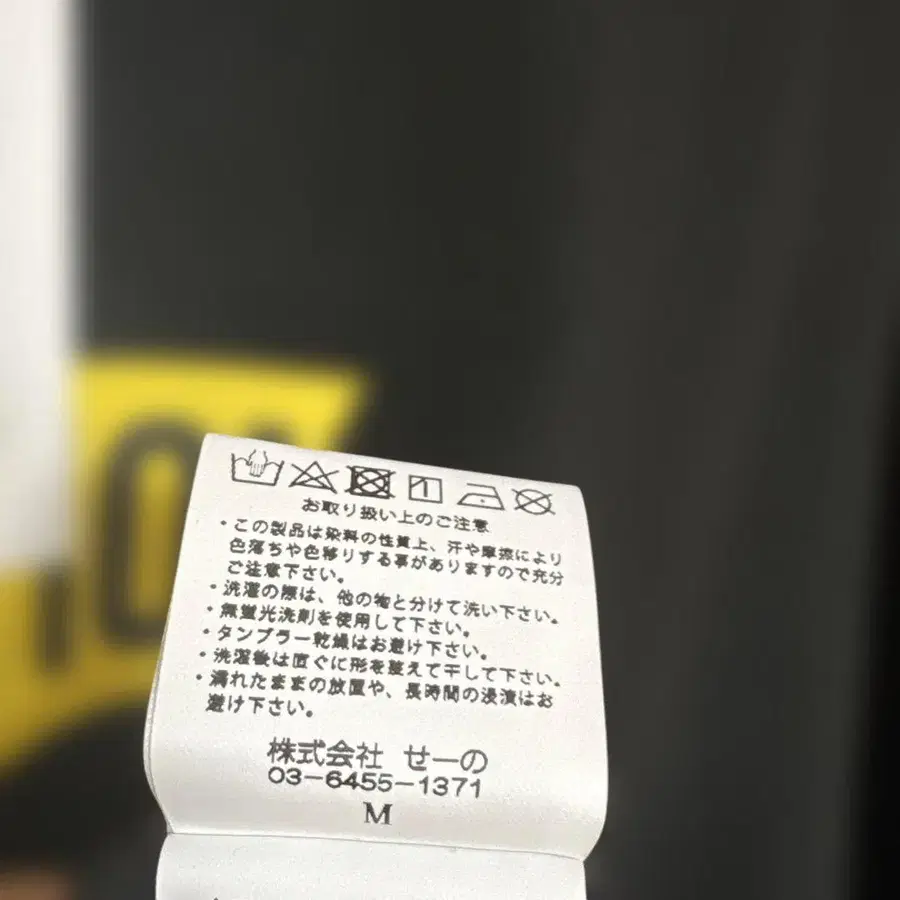 お取り扱い上のご注意
・この製品は染料の性質上、汗や摩擦により
色落ちや色移りする事がありますので充分
ご注意下さい。
・洗濯の際は、他の物と分けて洗い下さい。
・無蛍光洗剤を使用して下さい。
・タンブラー乾燥はお避け下さい。
・洗濯後は直ぐに形を整えて干して下さい。
・濡れたままの放置や、長時間の浸漬はお
避け下さい。
株式会社 せーの
03-6455-1371
M